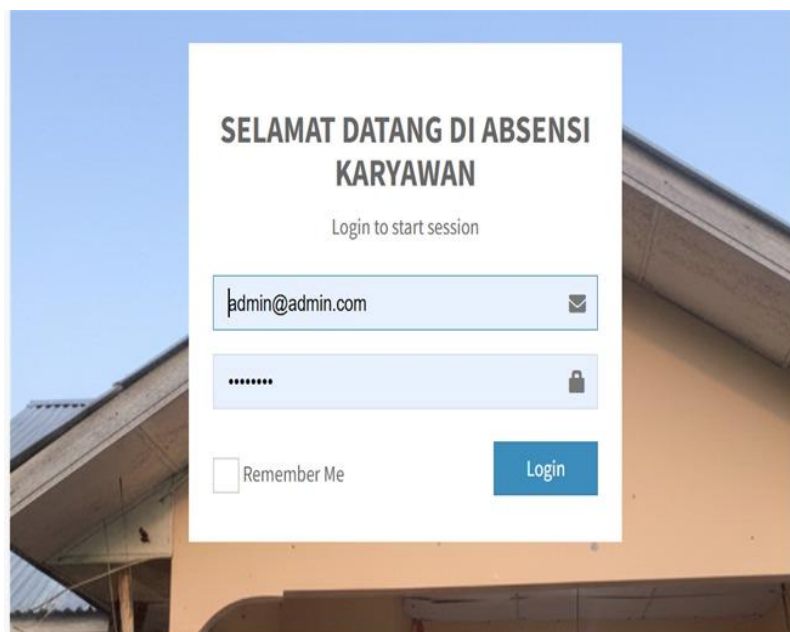 SELAMAT DATANG DI ABSENSI
KARYAWAN
Login to start session
admin@admin.com
••••••••
Remember Me
Login